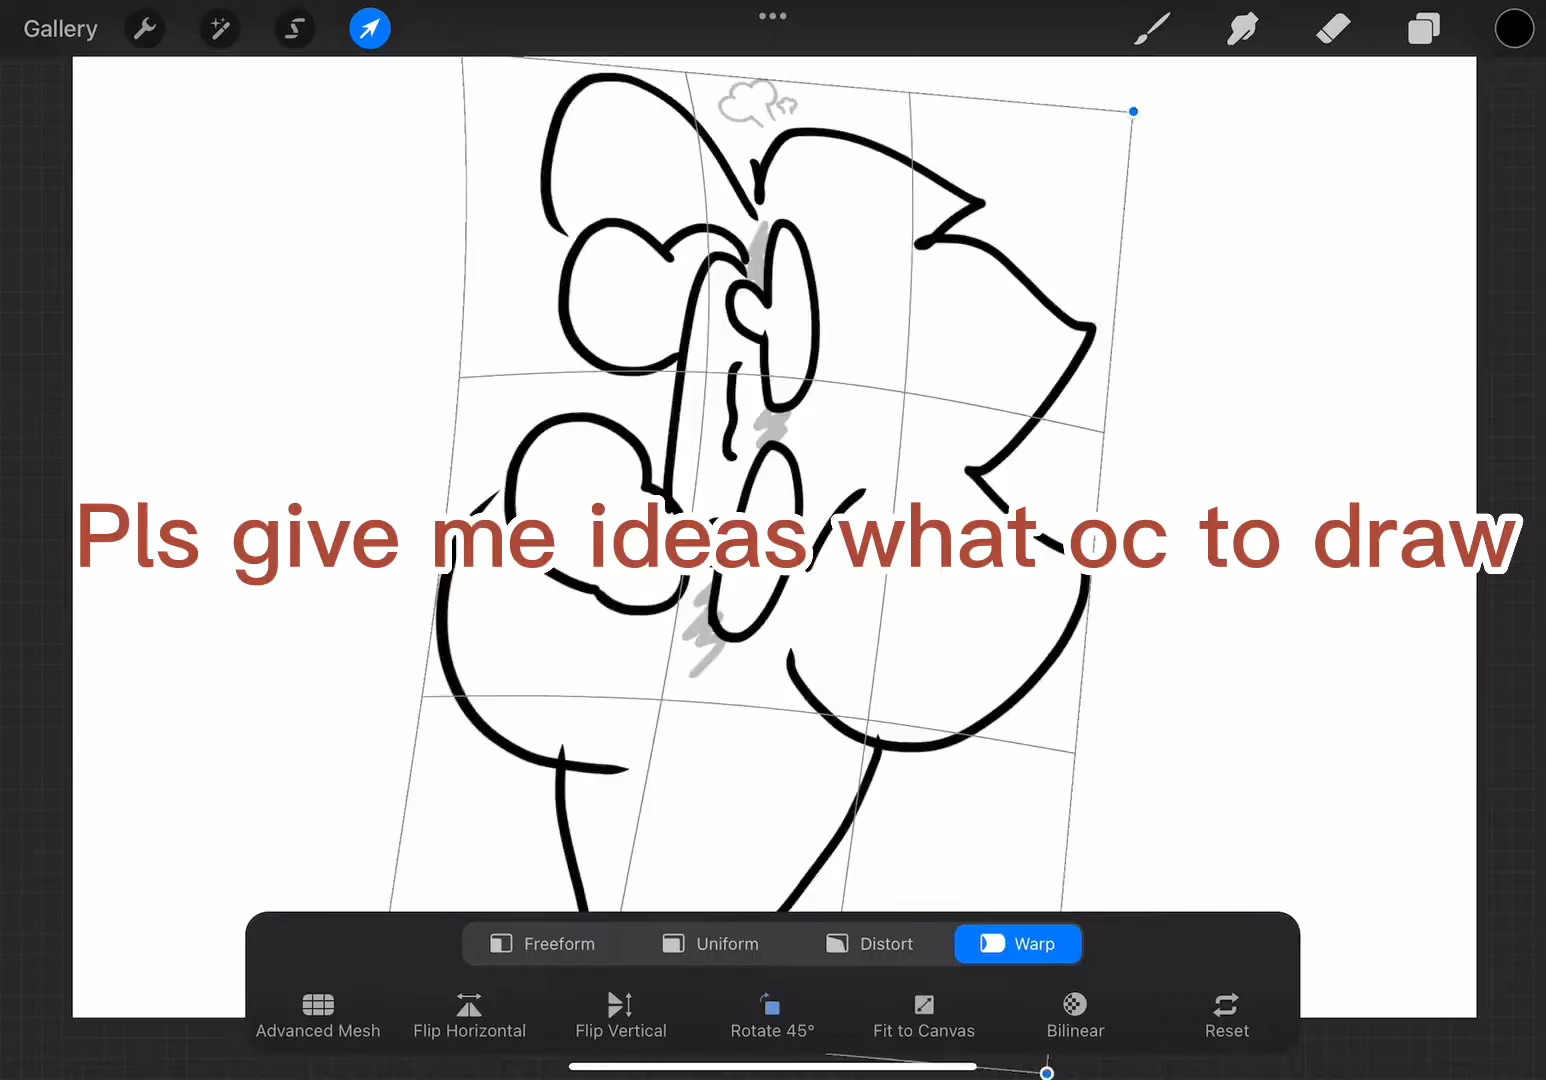 Gallery
Pls give me ideas what oc to draw
Freeform Uniform Distort Warp
Advanced Mesh Flip Horizontal Flip Vertical Rotate 45° Fit to Canvas Bilinear Reset